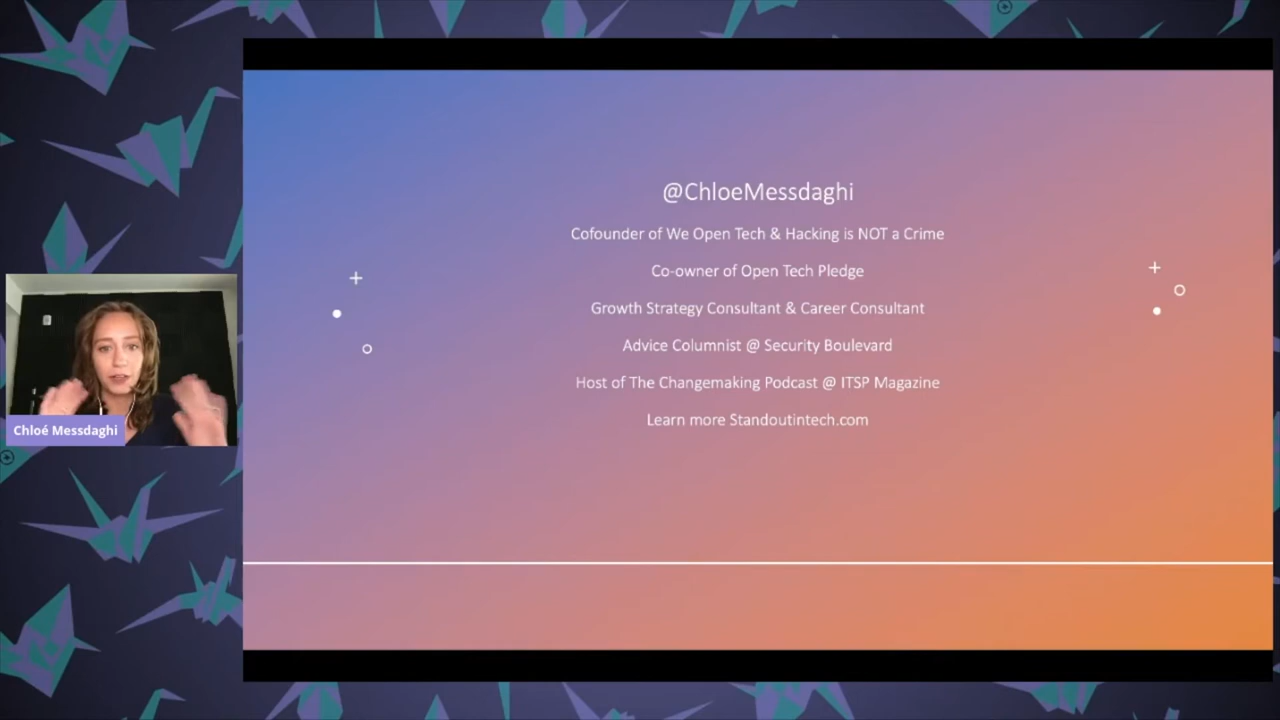 @ChloeMessdaghi
Cofounder of We Open Tech & Hacking is NOT a Crime
Co-owner of Open Tech Pledge
Growth Strategy Consultant & Career Consultant
Advice Columnist @ Security Boulevard
Host of The Changemaking Podcast @ ITSP Magazine
Learn more Standoutintech.com
Chloé Messdaghi